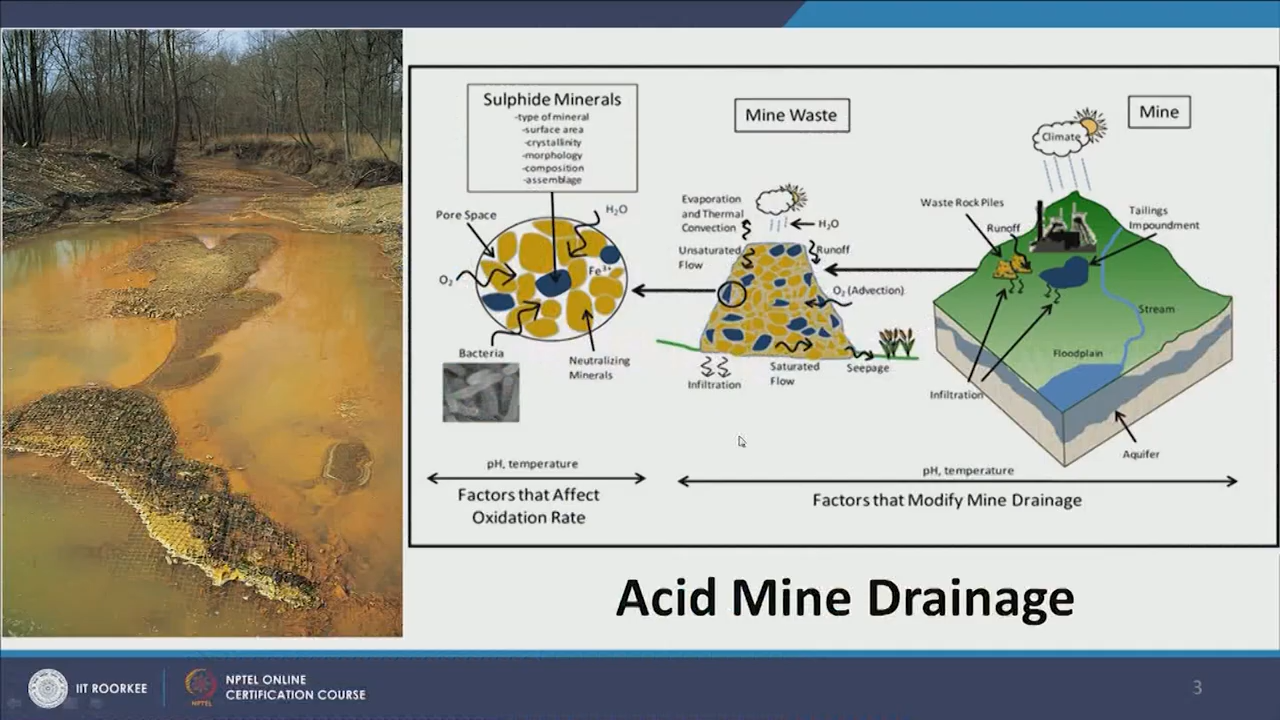 Sulphide Minerals
-type of mineral
-surface area
-crystallinity
-morphology
-composition
-assemblage
Pore Space
H₂O
O₂
Fe³⁺
Bacteria
Neutralizing
Minerals
pH, temperature
Factors that Affect
Oxidation Rate
Mine Waste
Evaporation
and Thermal
Convection
H₂O
Unsaturated
Flow
Runoff
O₂ (Advection)
Infiltration
Saturated
Flow
Seepage
Mine
Climate
Waste Rock Piles
Runoff
Tailings
Impoundment
Stream
Floodplain
Infiltration
Aquifer
pH, temperature
Factors that Modify Mine Drainage
Acid Mine Drainage
IIT ROORKEE
NPTEL
NPTEL ONLINE
CERTIFICATION COURSE
3